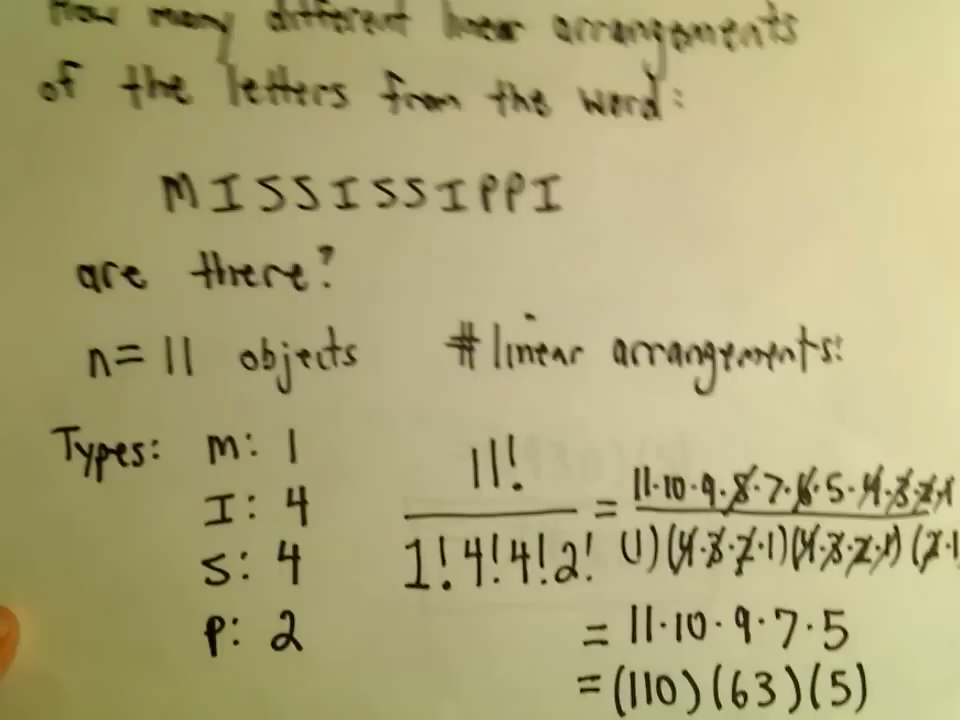 How many different linear arrangements
of the letters from the word:
MISSISSIPPI
are there?
n=11 objects # linear arrangements:
Types: m: 1
I: 4
S: 4
P: 2
11! / 1!4!4!2! = 11·10·9·8·7·6·5·4·3·2·1 / (1)(4·3·2·1)(4·3·2·1)(2·1
= 11·10·9·7·5
= (110)(63)(5)